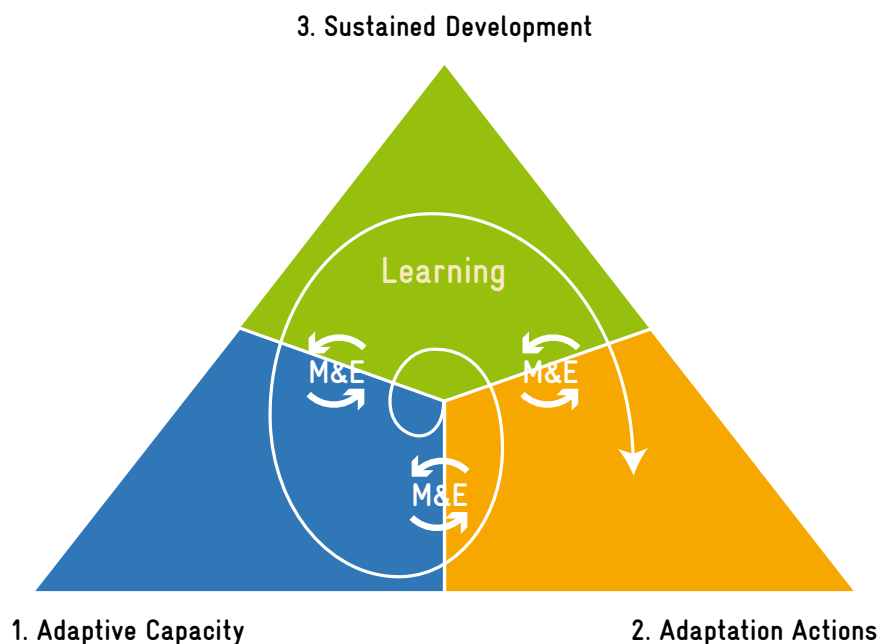 3. Sustained Development
Learning
M&E
M&E
M&E
1. Adaptive Capacity
2. Adaptation Actions